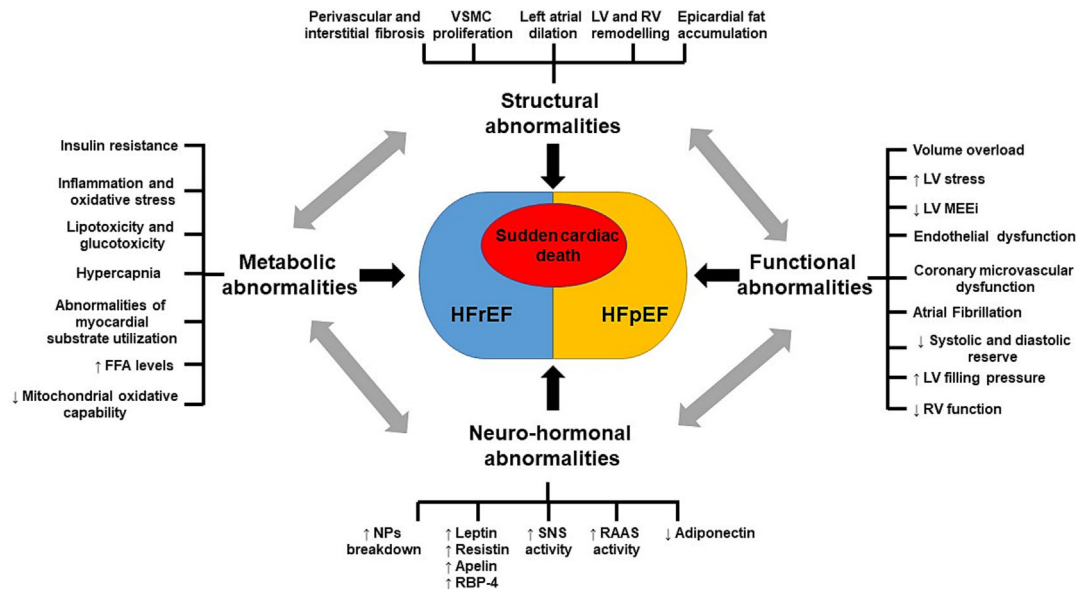 Perivascular and
interstitial fibrosis
VSMC
proliferation
Left atrial
dilation
LV and RV
remodelling
Epicardial fat
accumulation
Structural
abnormalities
Insulin resistance
Inflammation and
oxidative stress
Lipotoxicity and
glucotoxicity
Hypercapnia
Abnormalities of
myocardial
substrate utilization
↑ FFA levels
↓ Mitochondrial oxidative
capability
Metabolic
abnormalities
Sudden cardiac
death
HFrEF
HFpEF
Functional
abnormalities
Volume overload
↑ LV stress
↓ LV MEEi
Endothelial dysfunction
Coronary microvascular
dysfunction
Atrial Fibrillation
↓ Systolic and diastolic
reserve
↑ LV filling pressure
↓ RV function
Neuro-hormonal
abnormalities
↑ NPs
breakdown
↑ Leptin
↑ Resistin
↑ Apelin
↑ RBP-4
↑ SNS
activity
↑ RAAS
activity
↓ Adiponectin